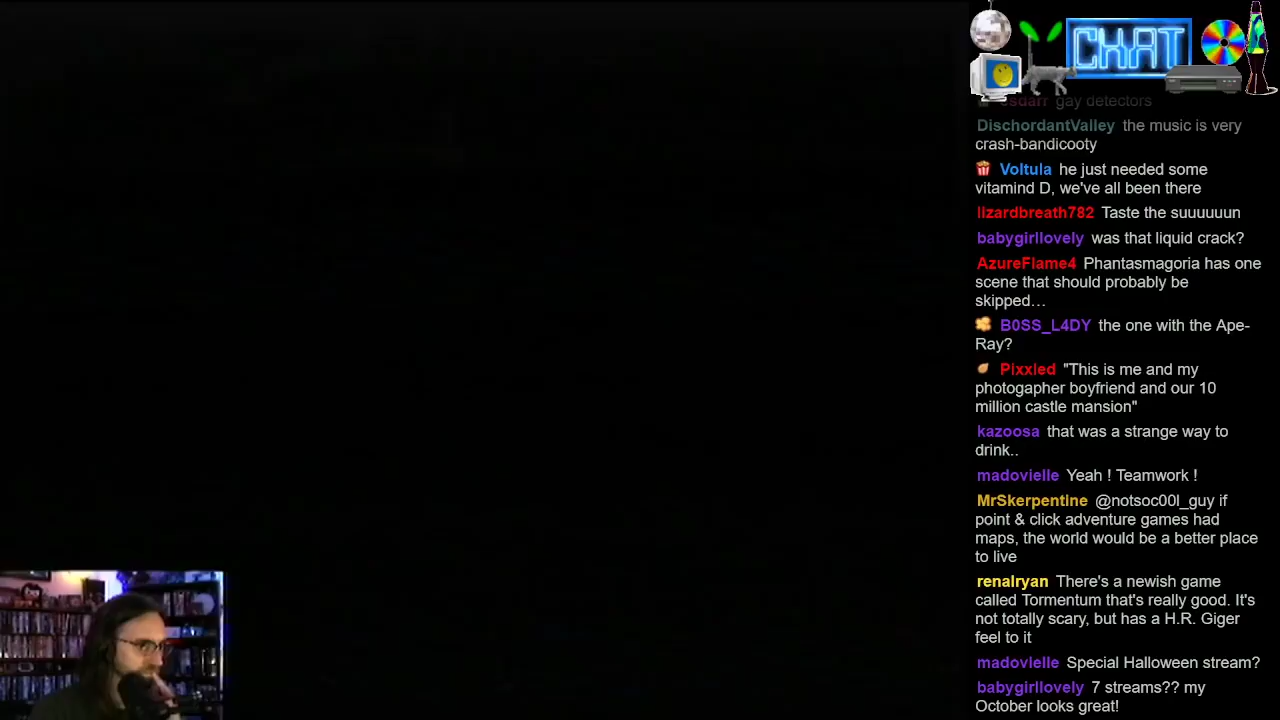 CHAT
sdarr gay detectors
DischordantValley the music is very
crash-bandicooty
Voltula he just needed some
vitamind D, we've all been there
lizardbreath782 Taste the suuuuuun
babygirllovely was that liquid crack?
AzureFlame4 Phantasmagoria has one
scene that should probably be
skipped…
B0SS_L4DY the one with the Ape-
Ray?
Pixxled "This is me and my
photogapher boyfriend and our 10
million castle mansion"
kazoosa that was a strange way to
drink..
madovielle Yeah ! Teamwork !
MrSkerpentine @notsoc00l_guy if
point & click adventure games had
maps, the world would be a better place
to live
renalryan There's a newish game
called Tormentum that's really good. It's
not totally scary, but has a H.R. Giger
feel to it
madovielle Special Halloween stream?
babygirllovely 7 streams?? my
October looks great!